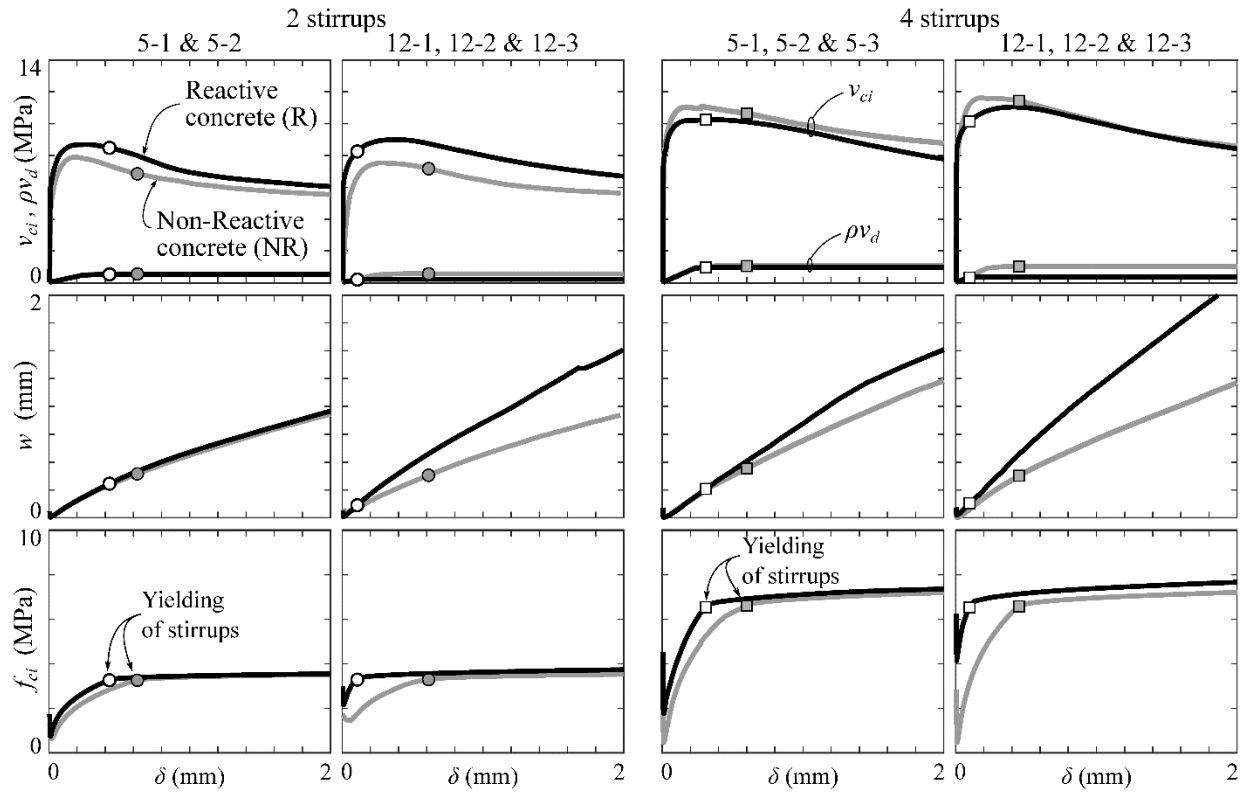 2 stirrups
4 stirrups
5-1 & 5-2
12-1, 12-2 & 12-3
5-1, 5-2 & 5-3
12-1, 12-2 & 12-3
14
v_ci , ρv_d (MPa)
0
Reactive
concrete (R)
Non-Reactive
concrete (NR)
v_ci
ρv_d
2
w (mm)
0
10
f_ci (MPa)
0
Yielding
of stirrups
Yielding
of stirrups
0 δ (mm) 2
0 δ (mm) 2
0 δ (mm) 2
0 δ (mm) 2